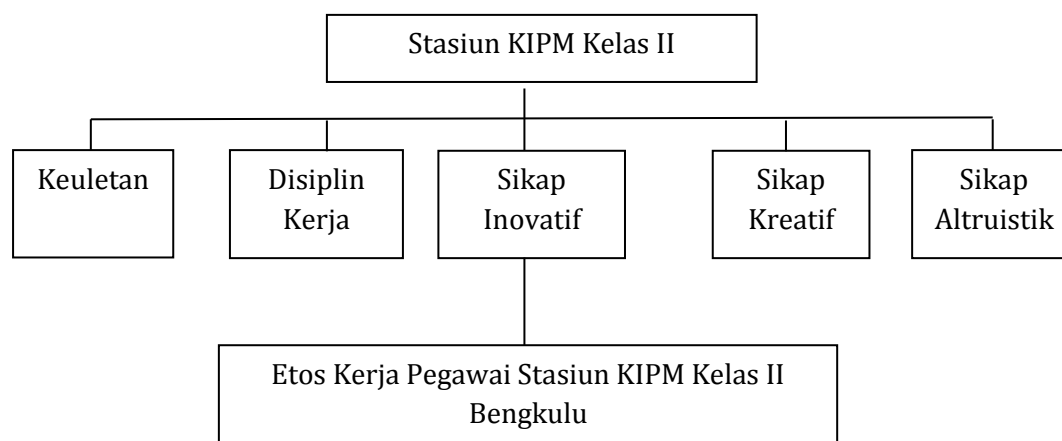 Stasiun KIPM Kelas II
Keuletan
Disiplin
Kerja
Sikap
Inovatif
Sikap
Kreatif
Sikap
Altruistik
Etos Kerja Pegawai Stasiun KIPM Kelas II
Bengkulu